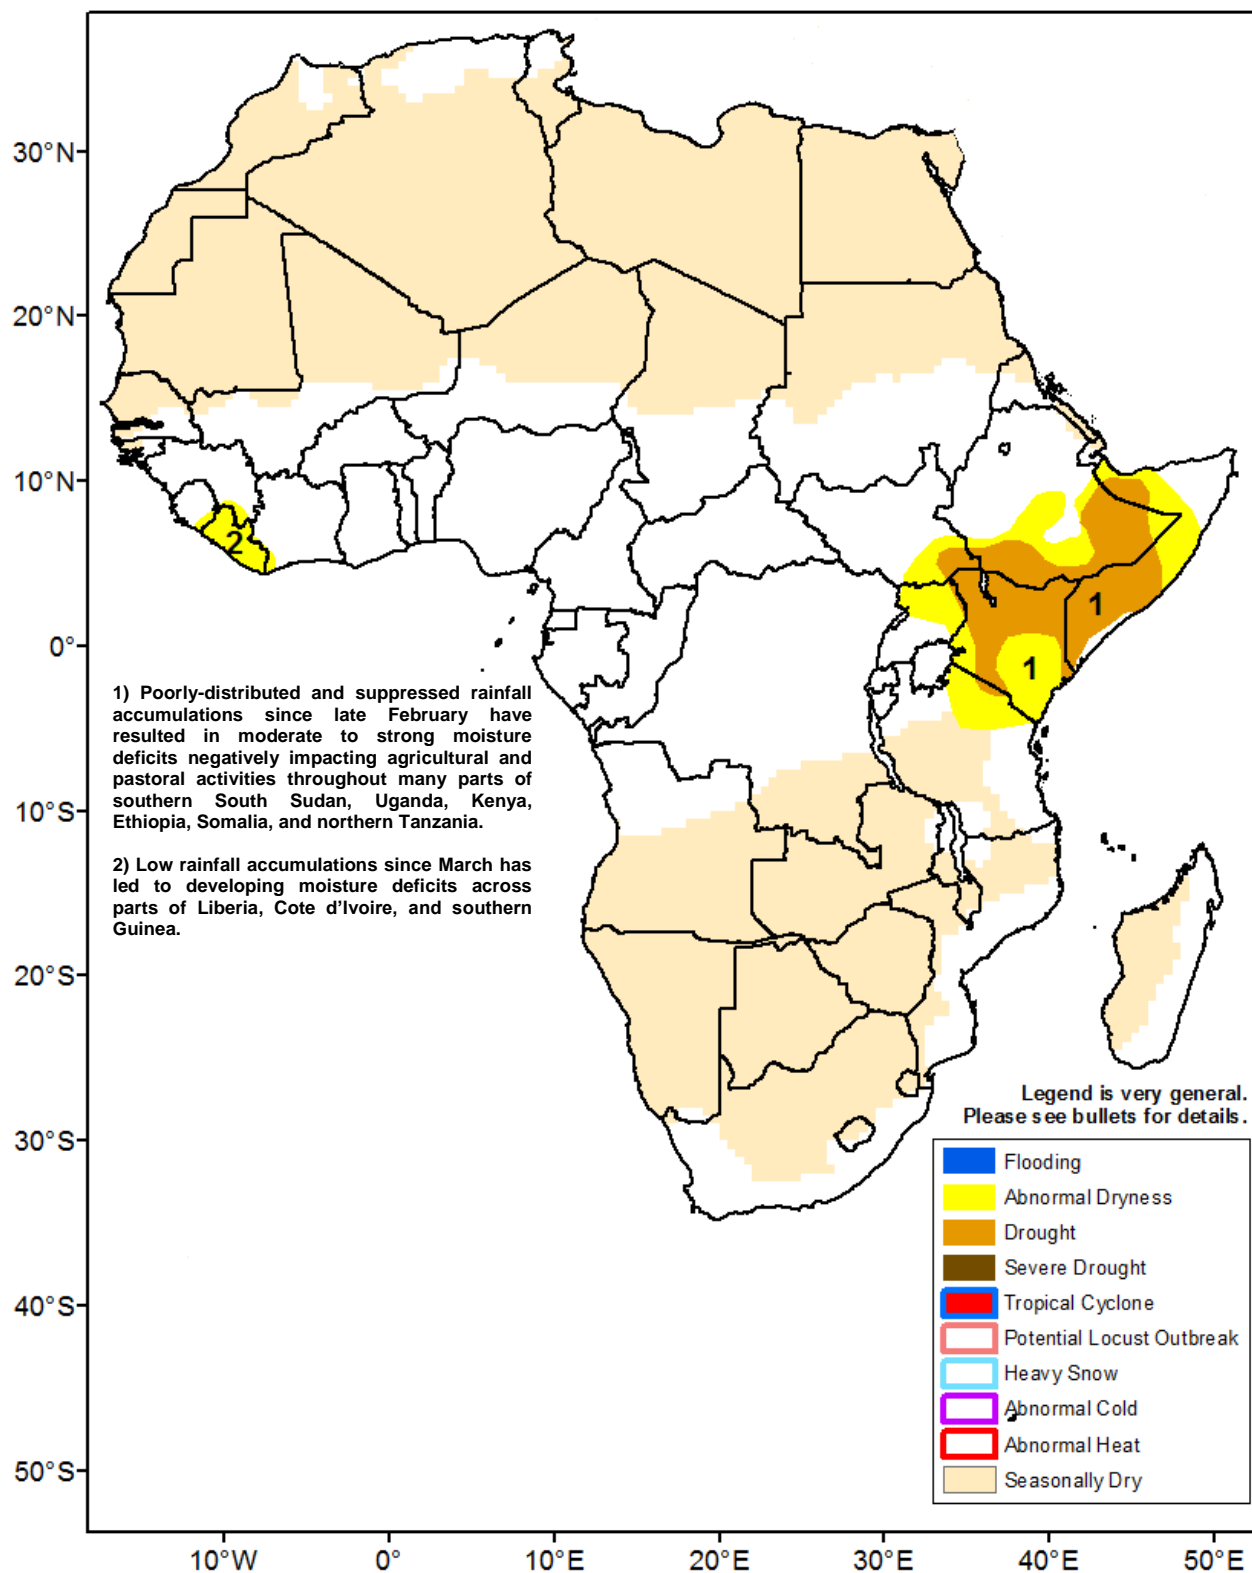 30°N
20°N
10°N
2
1
0°
1
1) Poorly-distributed and suppressed rainfall
accumulations since late February have
resulted in moderate to strong moisture
deficits negatively impacting agricultural and
pastoral activities throughout many parts of
southern South Sudan, Uganda, Kenya,
Ethiopia, Somalia, and northern Tanzania.
10°S
2) Low rainfall accumulations since March has
led to developing moisture deficits across
parts of Liberia, Cote d'Ivoire, and southern
Guinea.
20°S
Legend is very general.
Please see bullets for details.
30°S
Flooding
Abnormal Dryness
Drought
Severe Drought
40°S
Tropical Cyclone
Potential Locust Outbreak
Heavy Snow
Abnormal Cold
Abnormal Heat
50°S
Seasonally Dry
10°W 0° 10°E 20°E 30°E 40°E 50°E